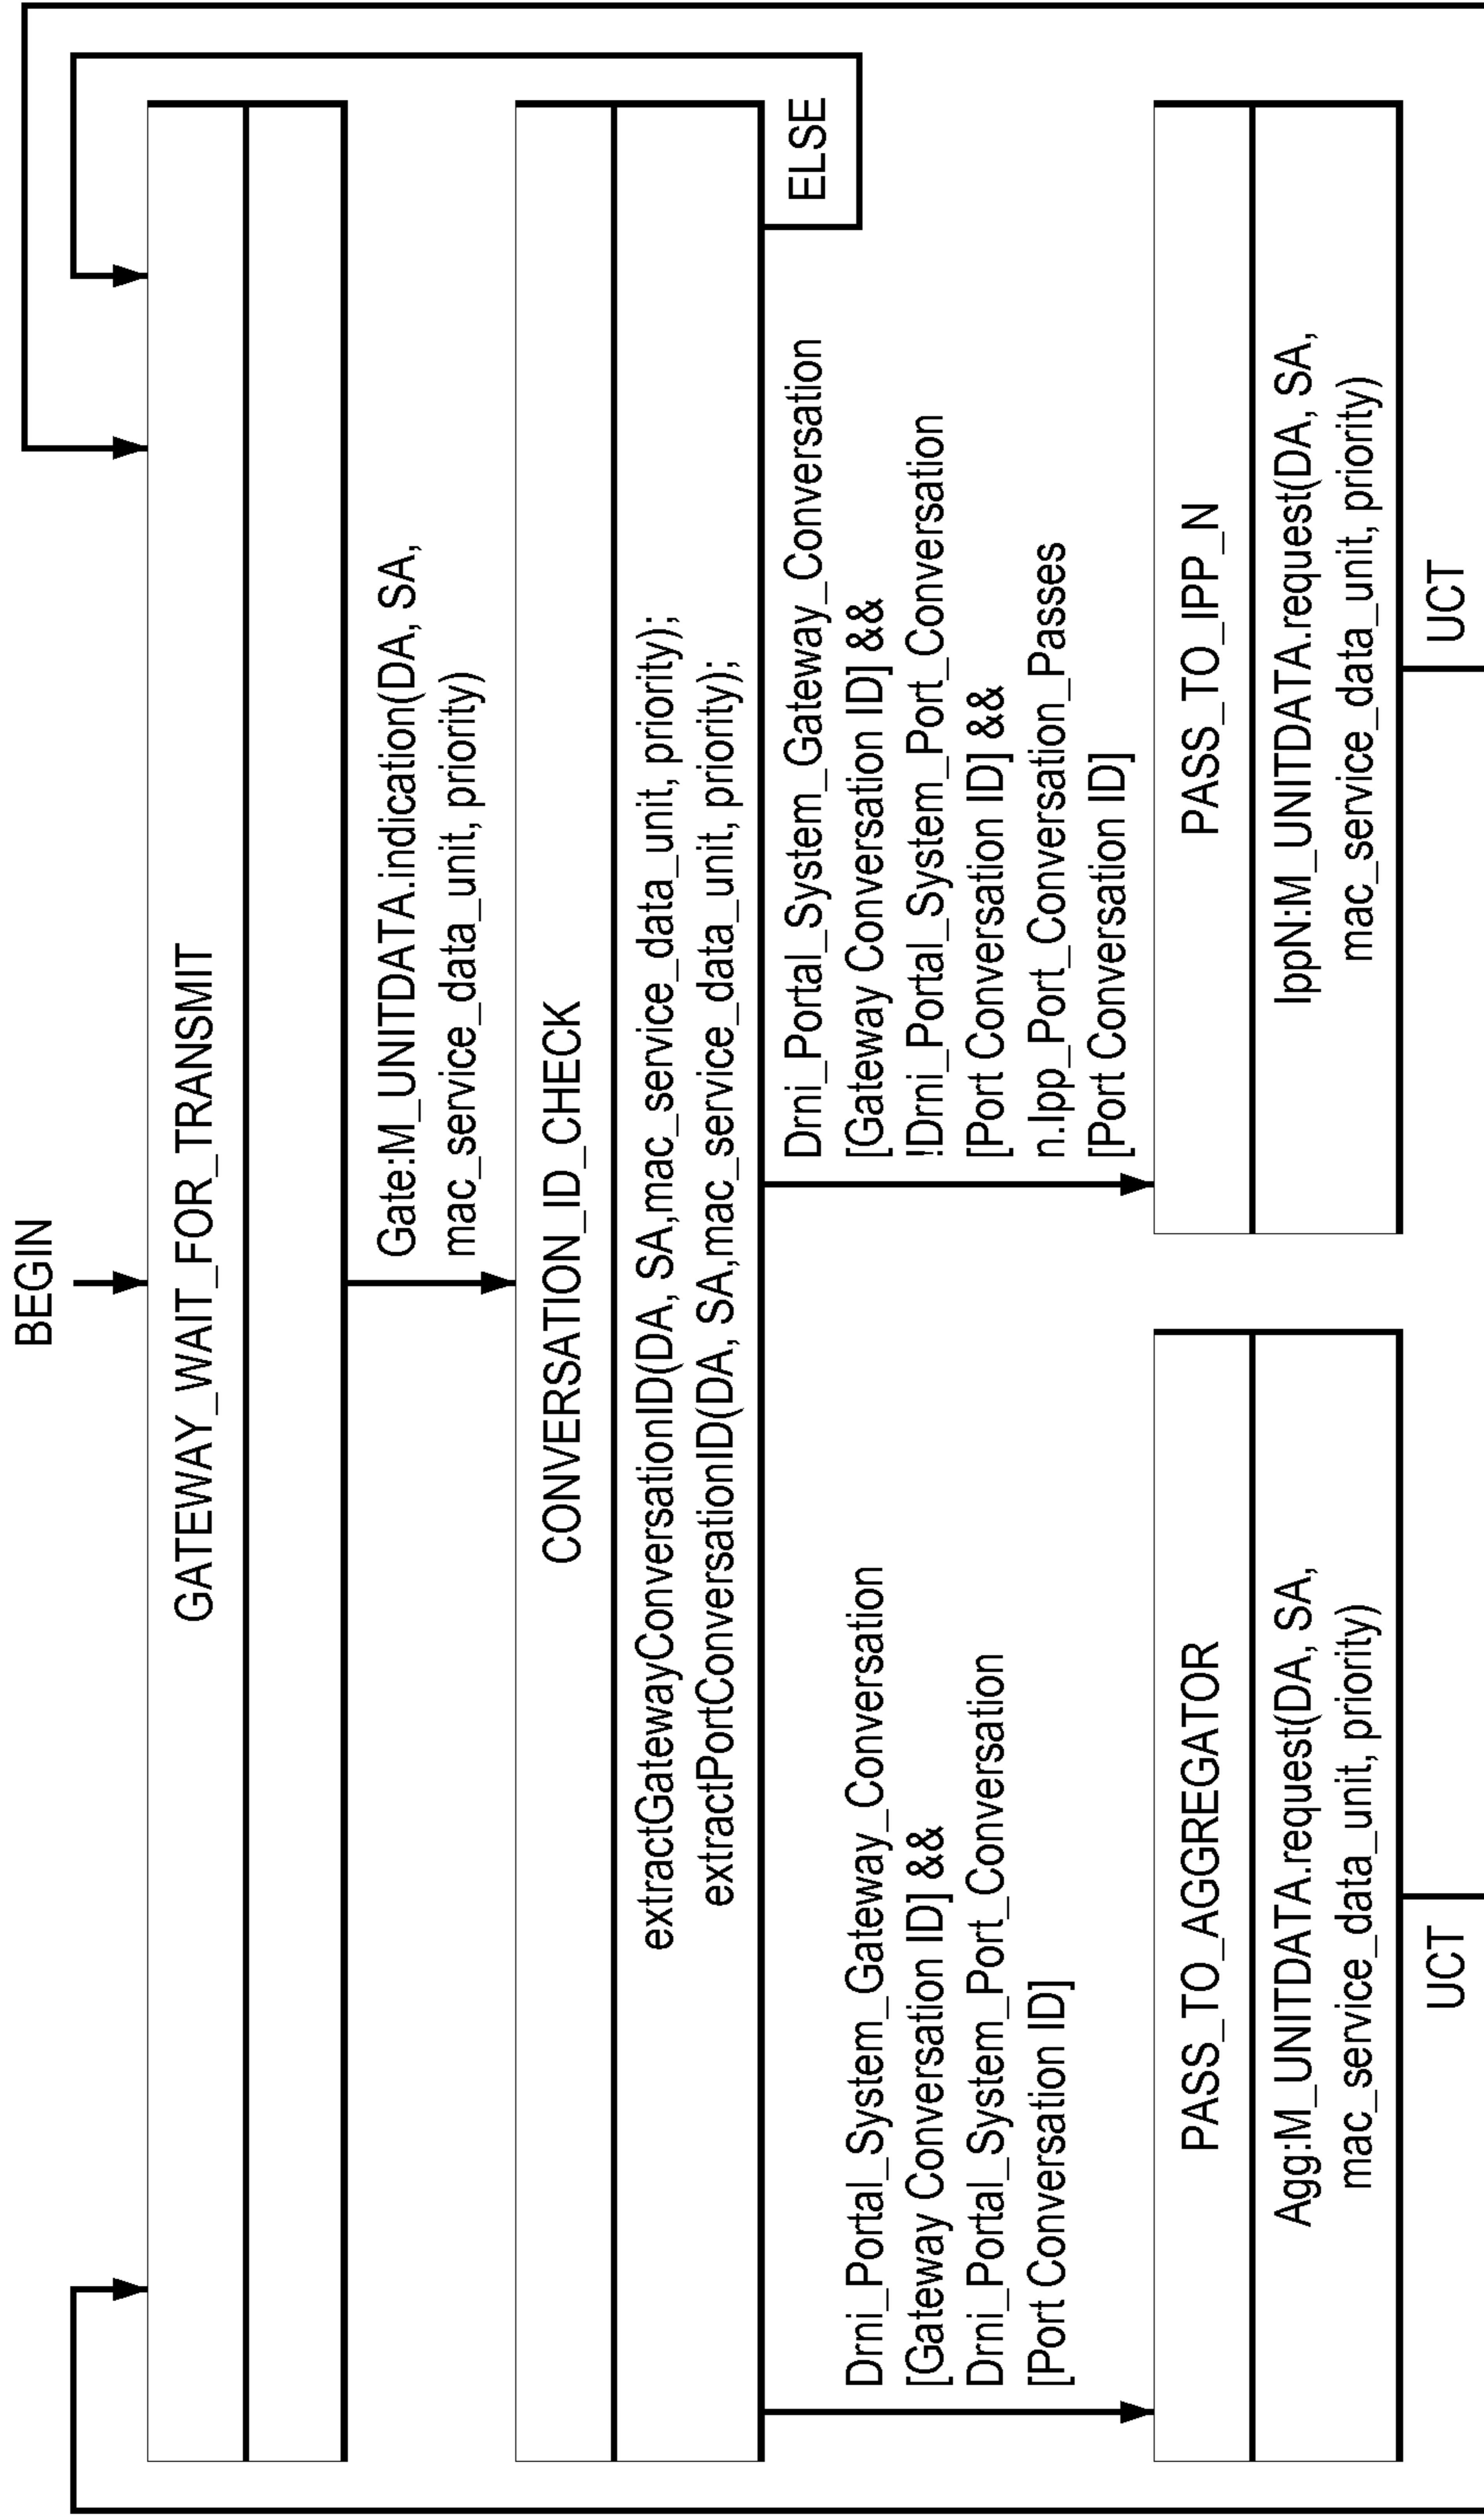 BEGIN
GATEWAY_WAIT_FOR_TRANSMIT
Gate:M_UNITDATA.indication(DA, SA,
mac_service_data_unit, priority)
CONVERSATION_ID_CHECK
extractGatewayConversationID(DA, SA,mac_service_data_unit, priority);
extractPortConversationID(DA, SA,mac_service_data_unit, priority);
ELSE
Drni_Portal_System_Gateway_Conversation
[Gateway Conversion ID] &&
Drni_Portal_System_Port_Conversation
[Port Conversation ID]
Drni_Portal_System_Gateway_Conversation
[Gateway Conversion ID] &&
!Drni_Portal_System_Port_Conversation
[Port Conversation ID] &&
n.Ipp_Port_Conversation_Passes
[Port Conversation ID]
PASS_TO_AGGREGATOR
Agg:M_UNITDATA.request(DA, SA,
mac_service_data_unit, priority)
UCT
PASS_TO_IPP_N
IppN:M_UNITDATA.request(DA, SA,
mac_service_data_unit, priority)
UCT